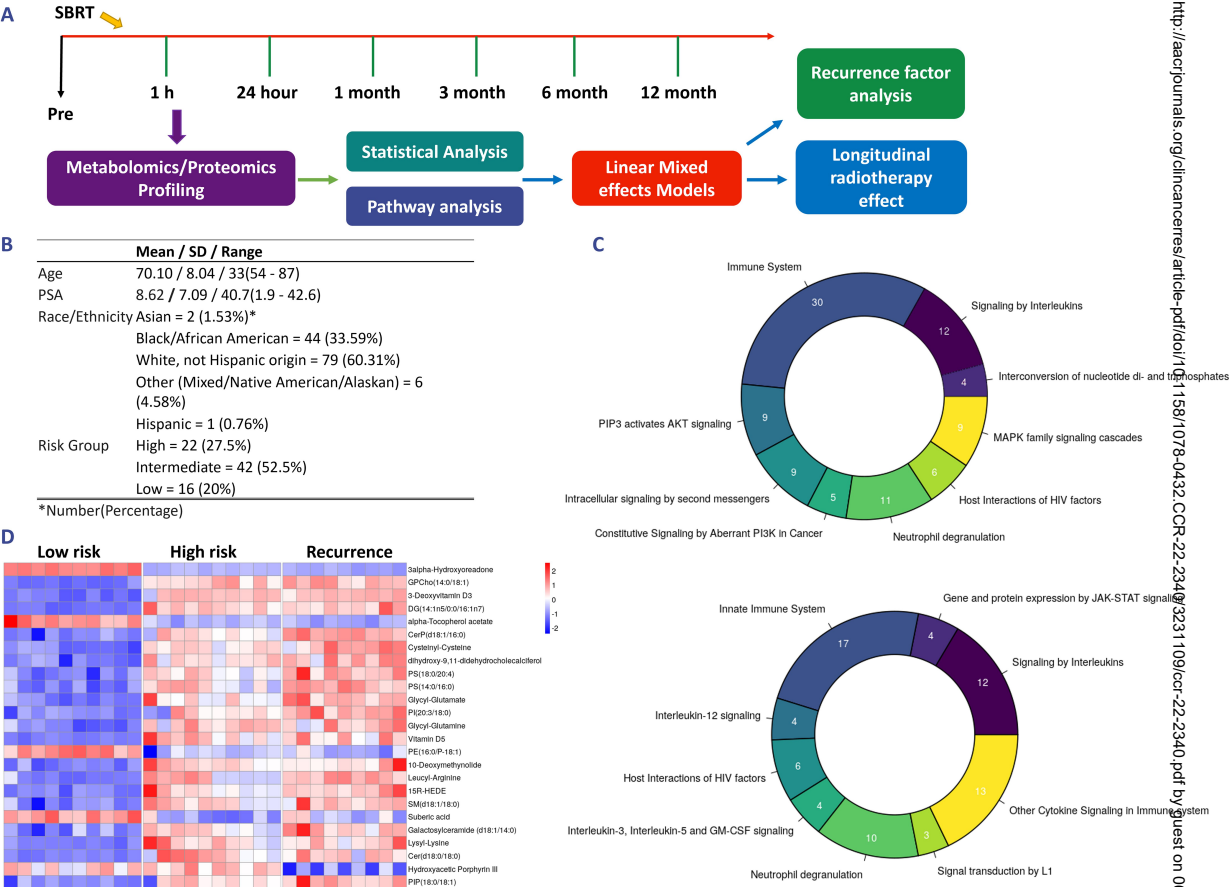 A
SBRT
Pre
1 h
24 hour
1 month
3 month
6 month
12 month
Metabolomics/Proteomics
Profiling
Statistical Analysis
Pathway analysis
Linear Mixed
effects Models
Recurrence factor
analysis
Longitudinal
radiotherapy
effect
B
Mean / SD / Range
Age 70.10 / 8.04 / 33(54 - 87)
PSA 8.62 / 7.09 / 40.7(1.9 - 42.6)
Race/Ethnicity Asian = 2 (1.53%)*
Black/African American = 44 (33.59%)
White, not Hispanic origin = 79 (60.31%)
Other (Mixed/Native American/Alaskan) = 6
(4.58%)
Hispanic = 1 (0.76%)
Risk Group High = 22 (27.5%)
Intermediate = 42 (52.5%)
Low = 16 (20%)
*Number(Percentage)
C
Immune System
30
Signaling by Interleukins
12
Interconversion of nucleotide di- and triphosphates
4
MAPK family signaling cascades
9
Host Interactions of HIV factors
6
Neutrophil degranulation
11
Constitutive Signaling by Aberrant PI3K in Cancer
5
Intracellular signaling by second messengers
9
PIP3 activates AKT signaling
9
Innate Immune System
17
Gene and protein expression by JAK-STAT signaling
4
Signaling by Interleukins
12
Other Cytokine Signaling in Immune system
13
Signal transduction by L1
3
Neutrophil degranulation
10
Interleukin-3, Interleukin-5 and GM-CSF signaling
4
Host Interactions of HIV factors
6
Interleukin-12 signaling
4
D
Low risk
High risk
Recurrence
3alpha-Hydroxyoreadone
GPCho(14:0/18:1)
3-Deoxyvitamin D3
DG(14:1n5/0:0/16:1n7)
alpha-Tocopherol acetate
CerP(d18:1/16:0)
Cysteinyl-Cysteine
dihydroxy-9,11-didehydrocholecalciferol
PS(18:0/20:4)
PS(14:0/16:0)
Glycyl-Glutamate
PI(20:3/18:0)
Glycyl-Glutamine
Vitamin D5
PE(16:0/P-18:1)
10-Deoxymethynolide
Leucyl-Arginine
15R-HEDE
SM(d18:1/18:0)
Suberic acid
Galactosylceramide (d18:1/14:0)
Lysyl-Lysine
Cer(d18:0/18:0)
Hydroxyacetic Porphyrin III
PIP(18:0/18:1)
2
1
0
-1
-2
http://aacrjournals.org/clincancerres/article-pdf/doi/10.1158/1078-0432.CCR-22-2340/3231109/ccr-22-2340.pdf by guest on